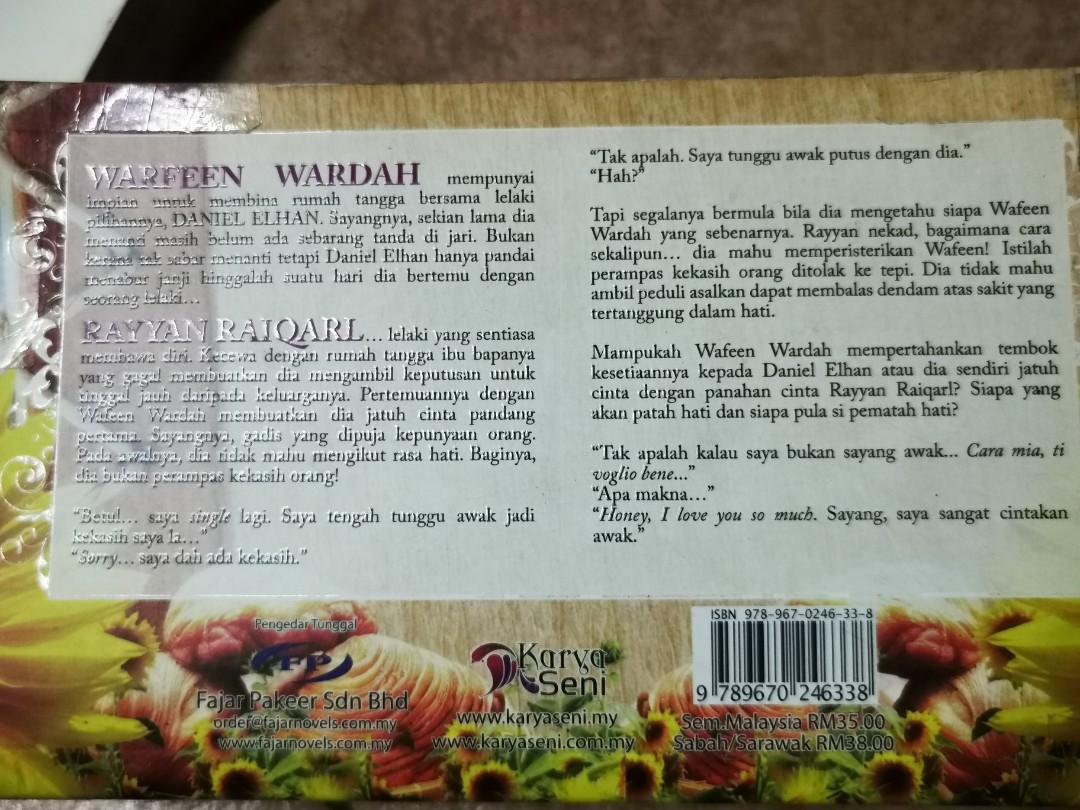 WARFEEN WARDAH mempunyai
impian untuk membina rumah tangga bersama lelaki
pilihannya, DANIEL ELHAN. Sayangnya, sekian lama dia
menanti masih belum ada sebarang tanda di jari. Bukan
kerana tak sabar menanti tetapi Daniel Elhan hanya pandai
menabur janji hinggalah suatu hari dia bertemu dengan
seorang lelaki...
RAYYAN RAIQARL... lelaki yang sentiasa
membawa diri. Kecewa dengan rumah tangga ibu bapanya
yang gagal membuatkan dia mengambil keputusan untuk
tinggal jauh daripada keluarganya. Pertemuannya dengan
Wafeen Wardah membuatkan dia jatuh cinta pandang
pertama. Sayangnya, gadis yang dipuja kepunyaan orang.
Pada awalnya, dia tidak mahu mengikut rasa hati. Baginya,
dia bukan perampas kekasih orang!
“Betul... saya single lagi. Saya tengah tunggu awak jadi
kekasih saya la...”
“Sorry... saya dah ada kekasih.”
“Tak apalah. Saya tunggu awak putus dengan dia.”
“Hah?”
Tapi segalanya bermula bila dia mengetahu siapa Wafeen
Wardah yang sebenarnya. Rayyan nekad, bagaimana cara
sekalipun... dia mahu memperisterikan Wafeen! Istilah
perampas kekasih orang ditolak ke tepi. Dia tidak mahu
ambil peduli asalkan dapat membalas dendam atas sakit yang
tertanggung dalam hati.
Mampukah Wafeen Wardah mempertahankan tembok
kesetiaannya kepada Daniel Elhan atau dia sendiri jatuh
cinta dengan panahan cinta Rayyan Raiqarl? Siapa yang
akan patah hati dan siapa pula si pematah hati?
“Tak apalah kalau saya bukan sayang awak... Cara mia, ti
voglio bene...”
“Apa makna...”
“Honey, I love you so much. Sayang, saya sangat cintakan
awak.”
Pengedar Tunggal
FP
Fajar Pakeer Sdn Bhd
order@fajarnovels.com.my
www.fajarnovels.com.my
Karya
Seni
www.karyaseni.my
www.karyaseni.com.my
ISBN 978-967-0246-33-8
9 789670 246338
Sem.Malaysia RM35.00
Sabah/Sarawak RM38.00